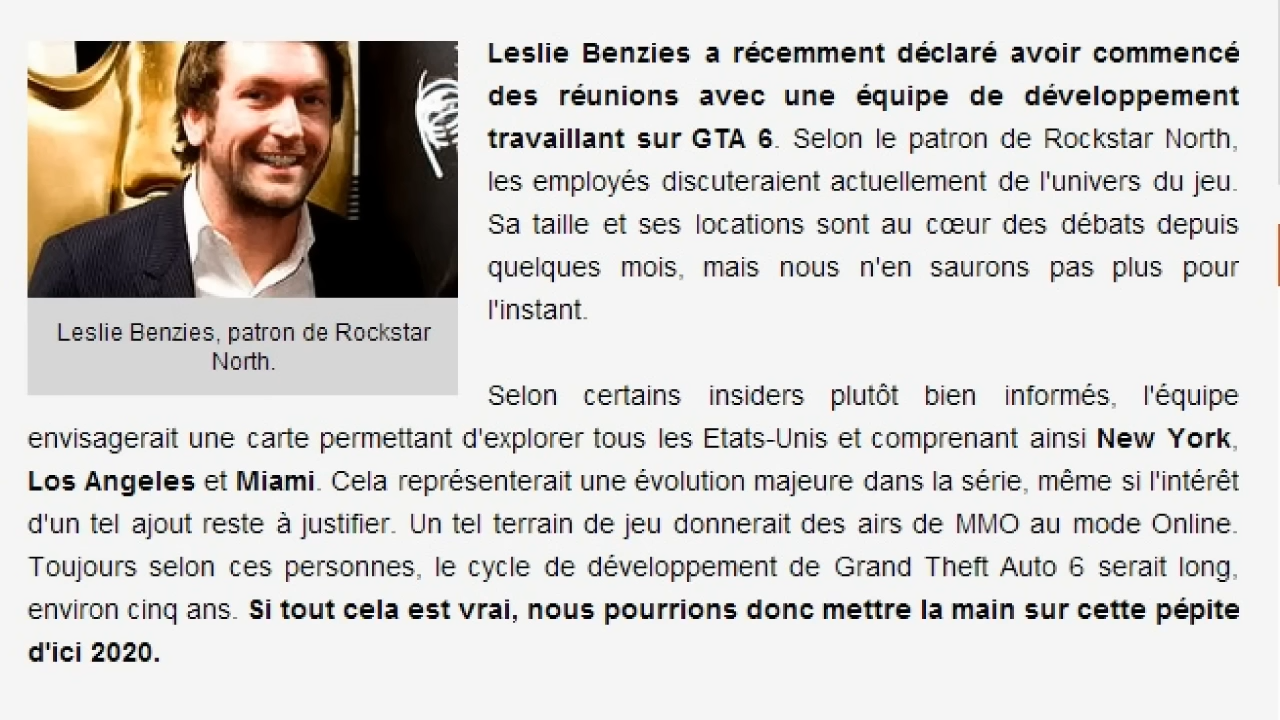 Leslie Benzies a récemment déclaré avoir commencé
des réunions avec une équipe de développement
travaillant sur GTA 6. Selon le patron de Rockstar North,
les employés discuteraient actuellement de l'univers du jeu.
Sa taille et ses locations sont au cœur des débats depuis
quelques mois, mais nous n'en saurons pas plus pour
l'instant.
Leslie Benzies, patron de Rockstar
North.
Selon certains insiders plutôt bien informés, l'équipe
envisagerait une carte permettant d'explorer tous les Etats-Unis et comprenant ainsi New York,
Los Angeles et Miami. Cela représenterait une évolution majeure dans la série, même si l'intérêt
d'un tel ajout reste à justifier. Un tel terrain de jeu donnerait des airs de MMO au mode Online.
Toujours selon ces personnes, le cycle de développement de Grand Theft Auto 6 serait long,
environ cinq ans. Si tout cela est vrai, nous pourrions donc mettre la main sur cette pépite
d'ici 2020.